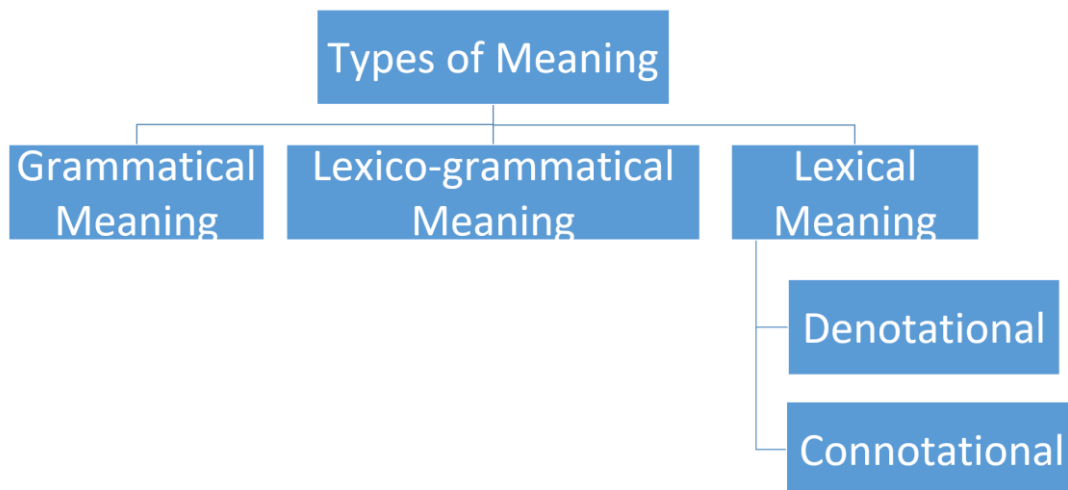 Types of Meaning
Grammatical
Meaning
Lexico-grammatical
Meaning
Lexical
Meaning
Denotational
Connotational